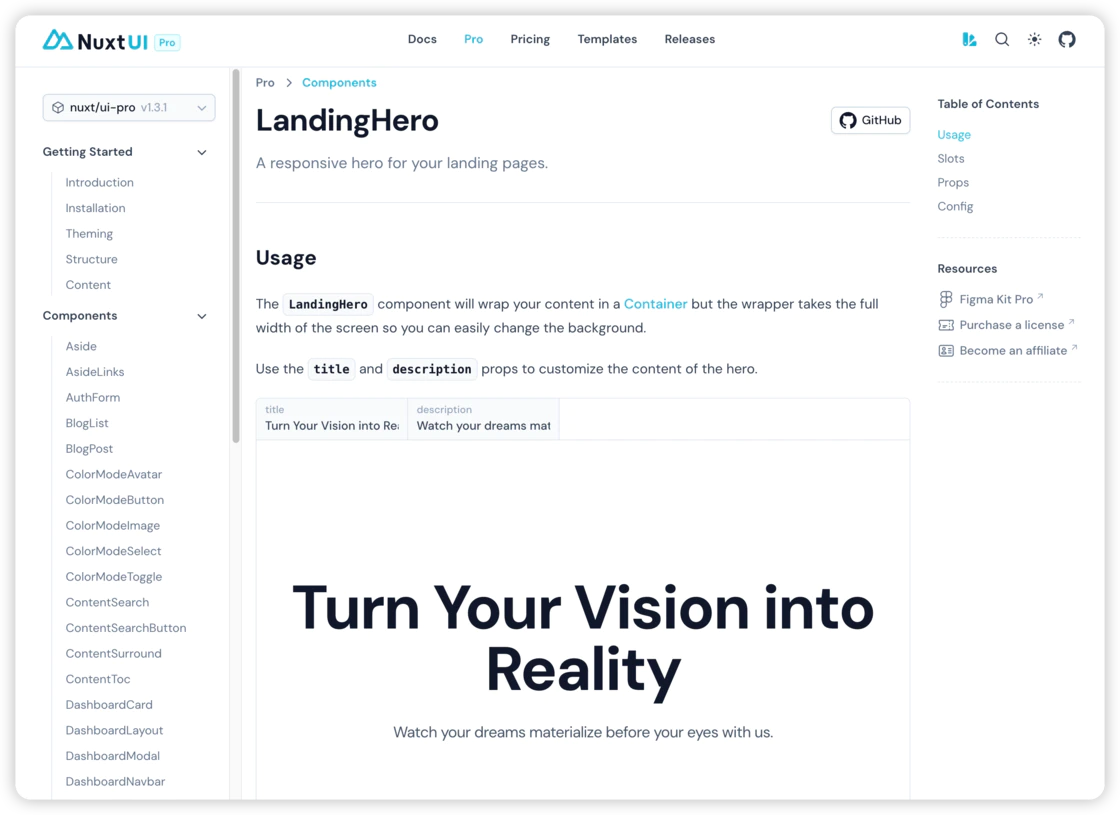 NuxtUI Pro
Docs
Pro
Pricing
Templates
Releases
nuxt/ui-pro v1.3.1
Getting Started
Introduction
Installation
Theming
Structure
Content
Components
Aside
AsideLinks
AuthForm
BlogList
BlogPost
ColorModeAvatar
ColorModeButton
ColorModeImage
ColorModeSelect
ColorModeToggle
ContentSearch
ContentSearchButton
ContentSurround
ContentToc
DashboardCard
DashboardLayout
DashboardModal
DashboardNavbar
Pro > Components
LandingHero
GitHub
A responsive hero for your landing pages.
Usage
The LandingHero component will wrap your content in a Container but the wrapper takes the full
width of the screen so you can easily change the background.
Use the title and description props to customize the content of the hero.
title
Turn Your Vision into Rea
description
Watch your dreams mat
Turn Your Vision into
Reality
Watch your dreams materialize before your eyes with us.
Table of Contents
Usage
Slots
Props
Config
Resources
Figma Kit Pro
Purchase a license
Become an affiliate